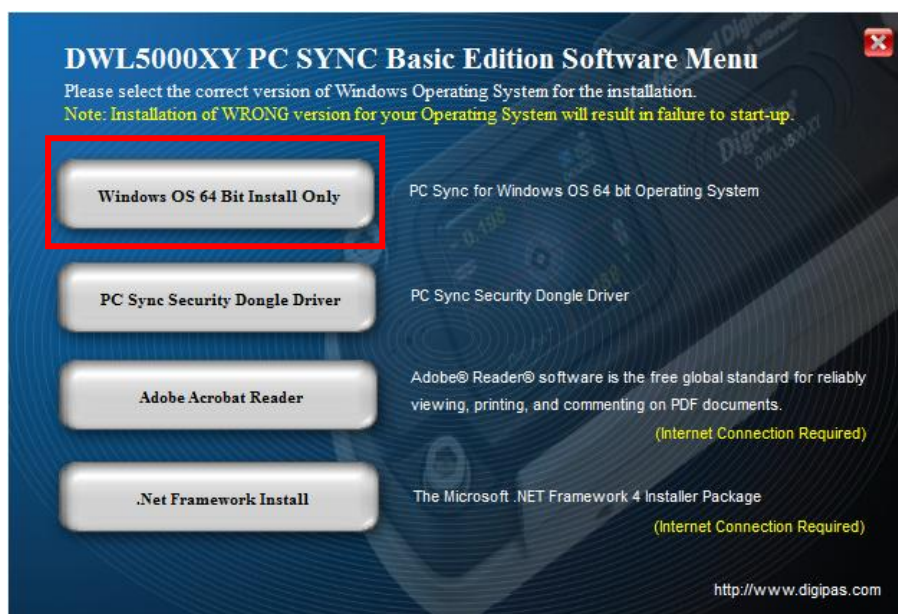 DWL5000XY PC SYNC Basic Edition Software Menu
Please select the correct version of Windows Operating System for the installation.
Note: Installation of WRONG version for your Operating System will result in failure to start-up.
Windows OS 64 Bit Install Only
PC Sync for Windows OS 64 bit Operating System
PC Sync Security Dongle Driver
PC Sync Security Dongle Driver
Adobe Acrobat Reader
Adobe® Reader® software is the free global standard for reliably
viewing, printing, and commenting on PDF documents.
(Internet Connection Required)
.Net Framework Install
The Microsoft .NET Framework 4 Installer Package
(Internet Connection Required)
http://www.digipas.com